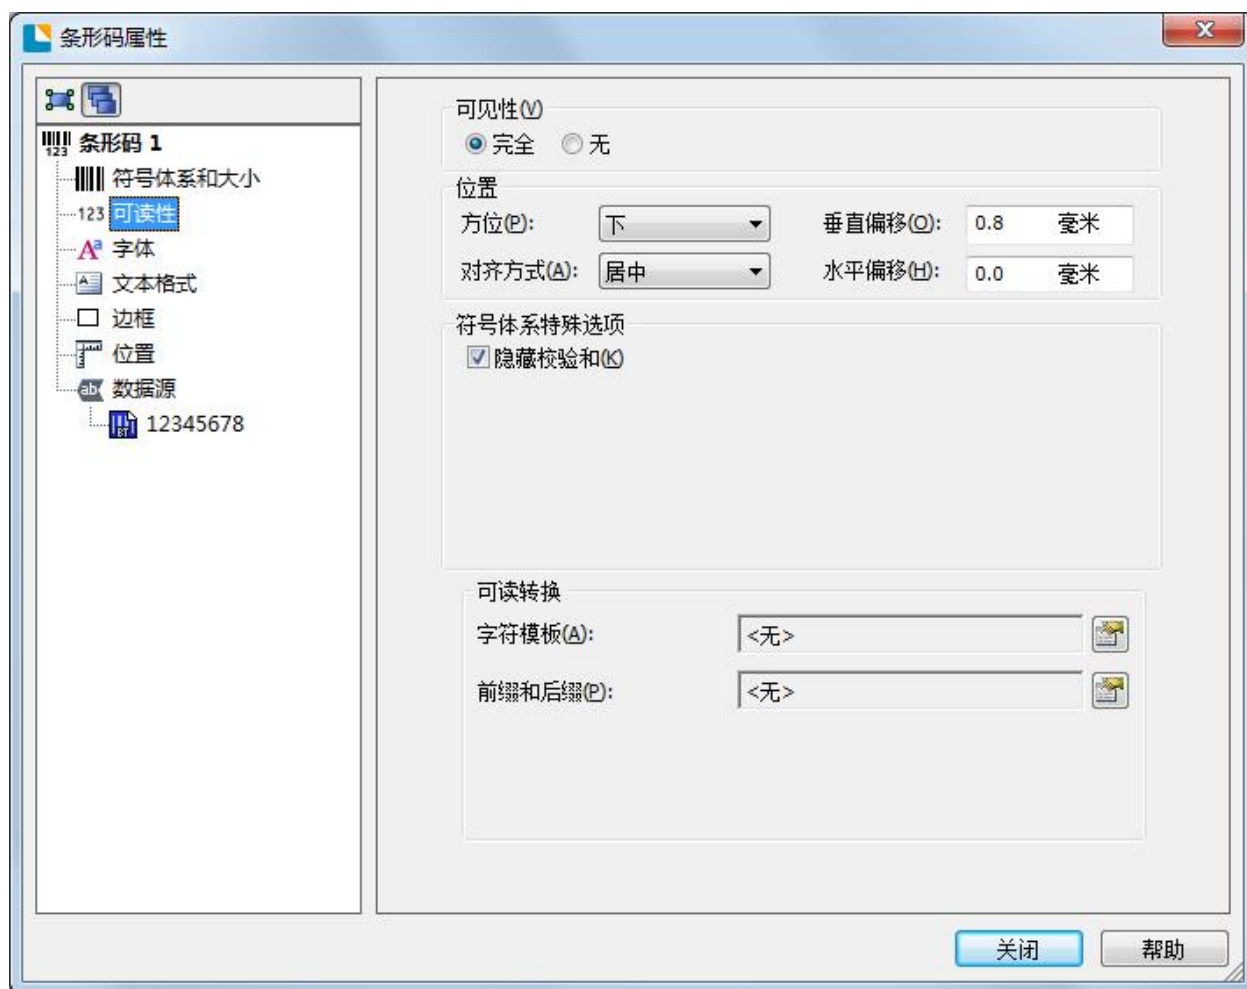 条形码属性
123 条形码 1
符号体系和大小
123 可读性
Aa 字体
A 文本格式
边框
位置
ab 数据源
BT 12345678
可见性(V)
完全 无
位置
方位(P): 下 垂直偏移(O): 0.8 毫米
对齐方式(A): 居中 水平偏移(H): 0.0 毫米
符号体系特殊选项
隐藏校验和(K)
可读转换
字符模板(A): <无>
前缀和后缀(P): <无>
关闭 帮助